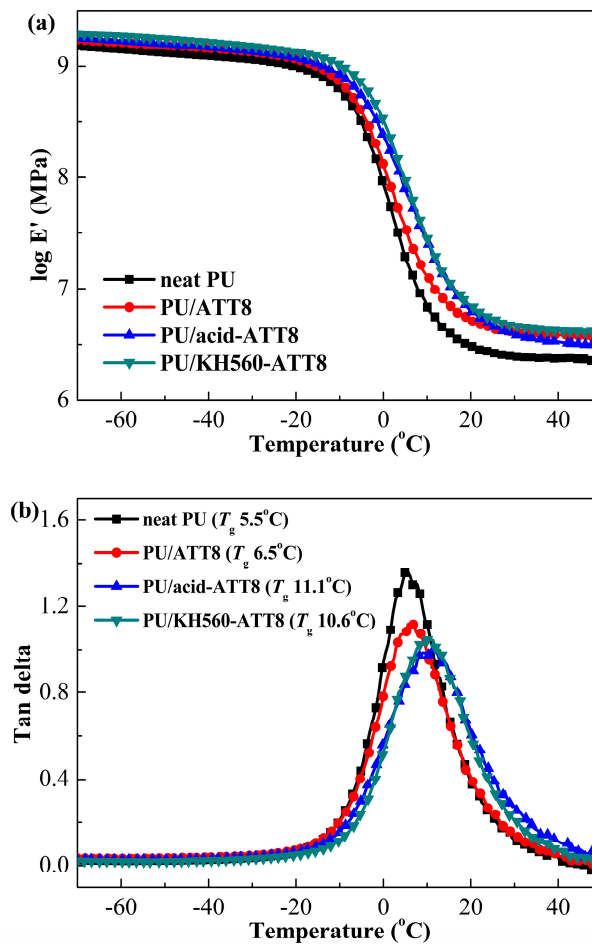 (a)
9
8
7
6
log E' (MPa)
neat PU
PU/ATT8
PU/acid-ATT8
PU/KH560-ATT8
-60 -40 -20 0 20 40
Temperature (°C)
(b)
1.6
1.2
0.8
0.4
0.0
Tan delta
neat PU (Tg 5.5°C)
PU/ATT8 (Tg 6.5°C)
PU/acid-ATT8 (Tg 11.1°C)
PU/KH560-ATT8 (Tg 10.6°C)
-60 -40 -20 0 20 40
Temperature (°C)